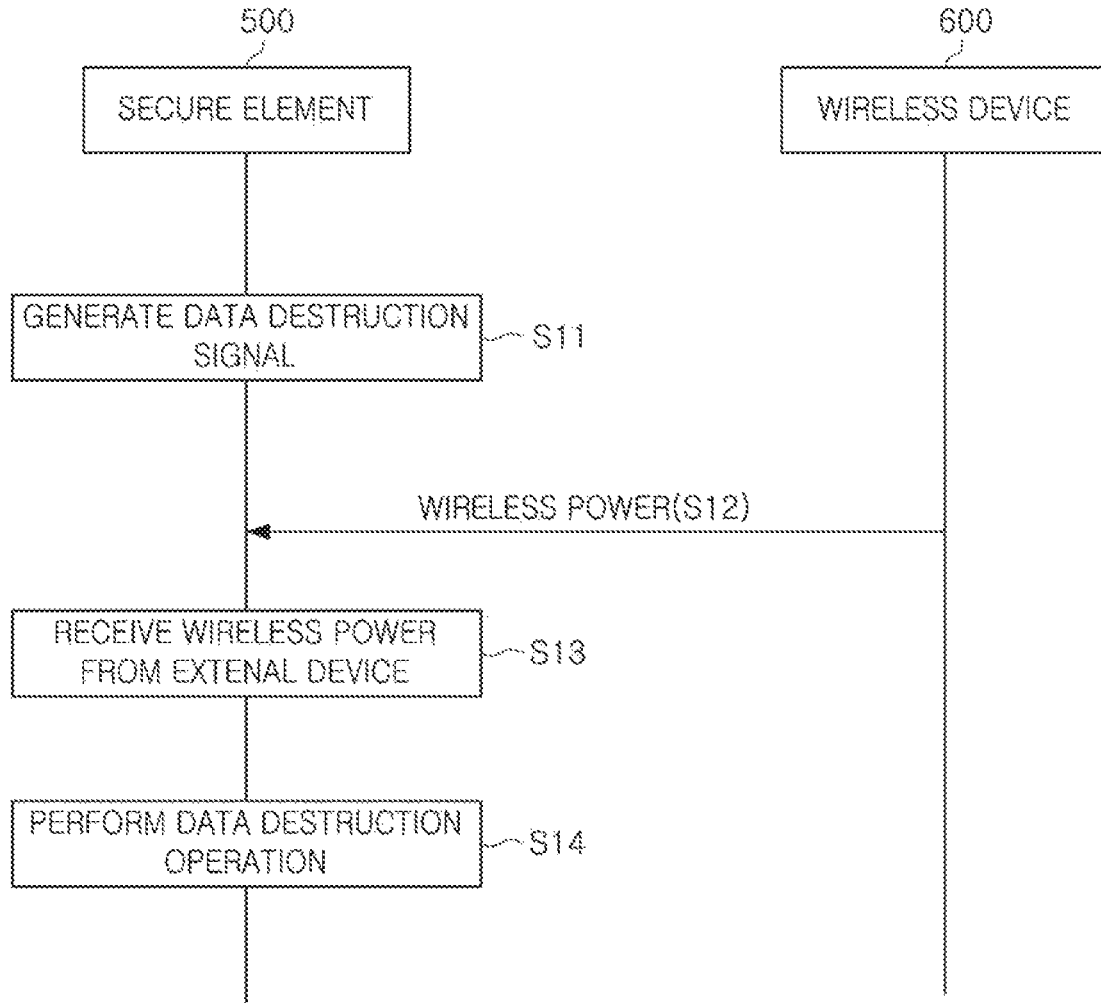 500
600
SECURE ELEMENT
WIRELESS DEVICE
GENERATE DATA DESTRUCTION
SIGNAL
S11
WIRELESS POWER(S12)
RECEIVE WIRELESS POWER
FROM EXTENAL DEVICE
S13
PERFORM DATA DESTRUCTION
OPERATION
S14